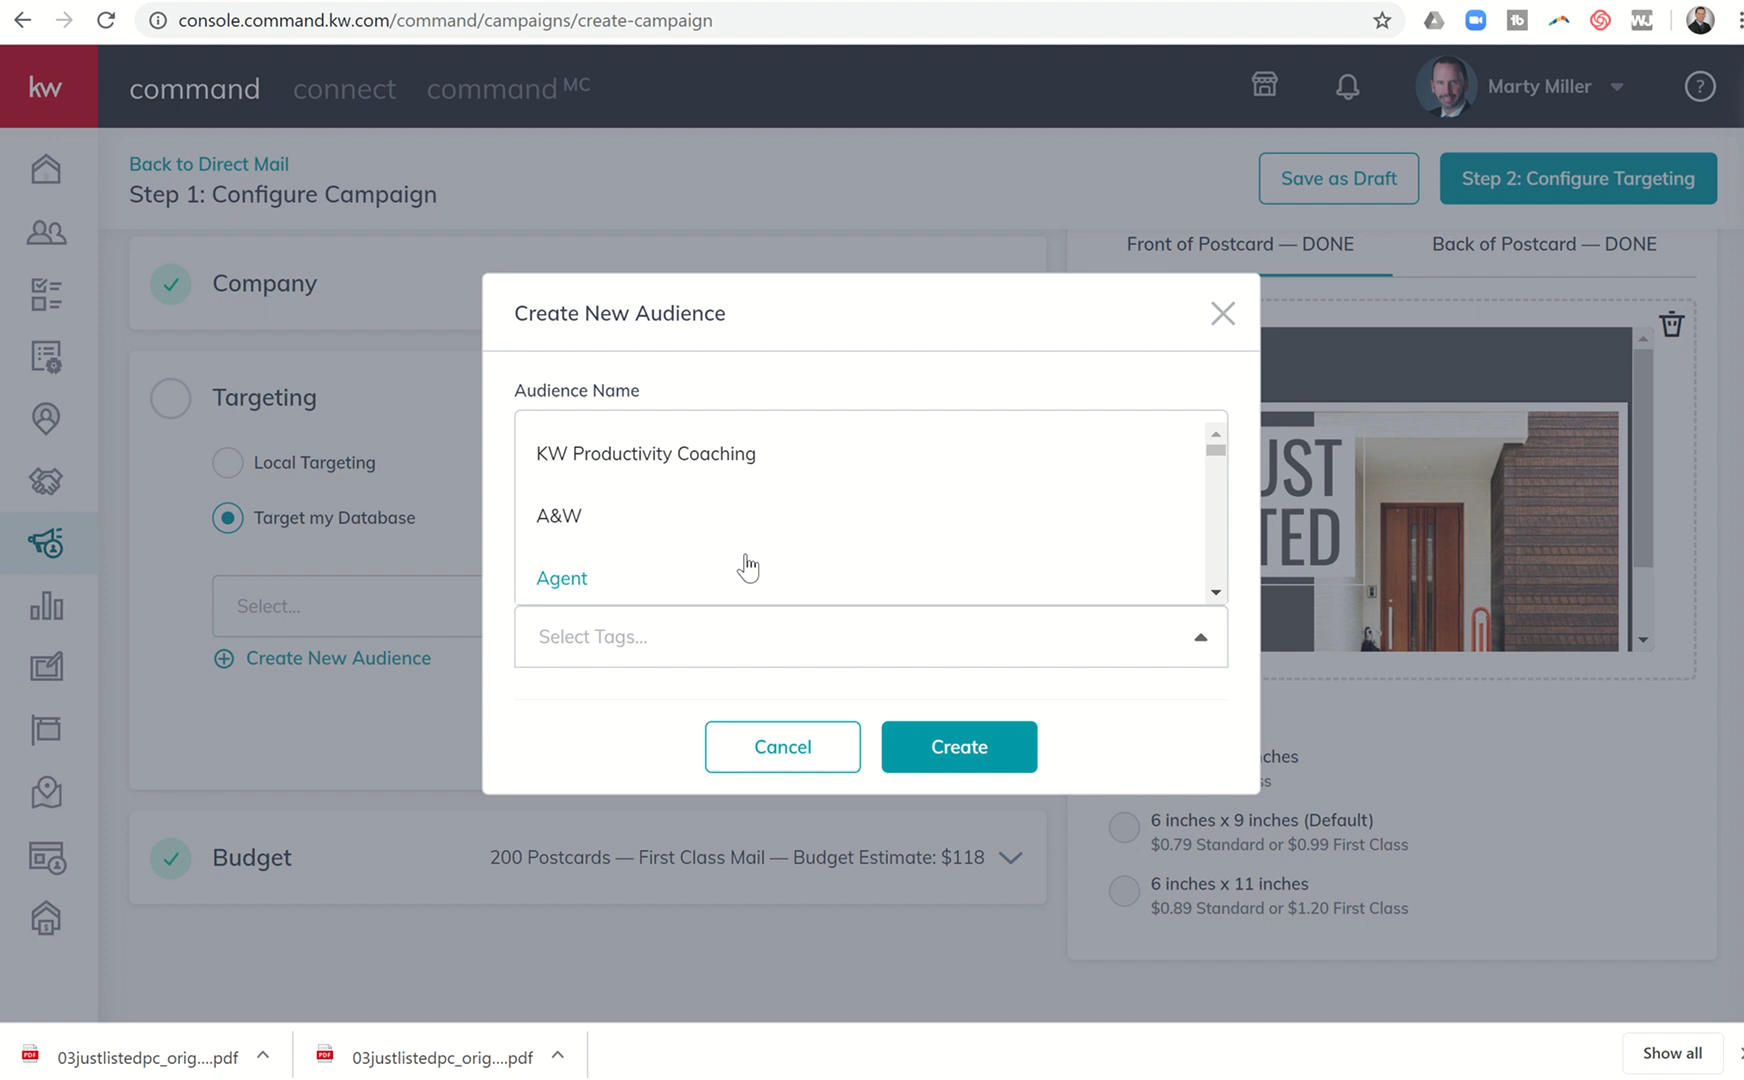 console.command.kw.com/command/campaigns/create-campaign
kw
command
connect
command MC
Marty Miller
Back to Direct Mail
Step 1: Configure Campaign
Save as Draft
Step 2: Configure Targeting
Company
Front of Postcard — DONE
Back of Postcard — DONE
Create New Audience
Targeting
Audience Name
Local Targeting
KW Productivity Coaching
UST
Target my Database
A&W
TED
Agent
Select...
Select Tags...
Create New Audience
Cancel
Create
nches
ss
6 inches x 9 inches (Default)
$0.79 Standard or $0.99 First Class
Budget
200 Postcards — First Class Mail — Budget Estimate: $118
6 inches x 11 inches
$0.89 Standard or $1.20 First Class
03justlistedpc_orig....pdf
03justlistedpc_orig....pdf
Show all